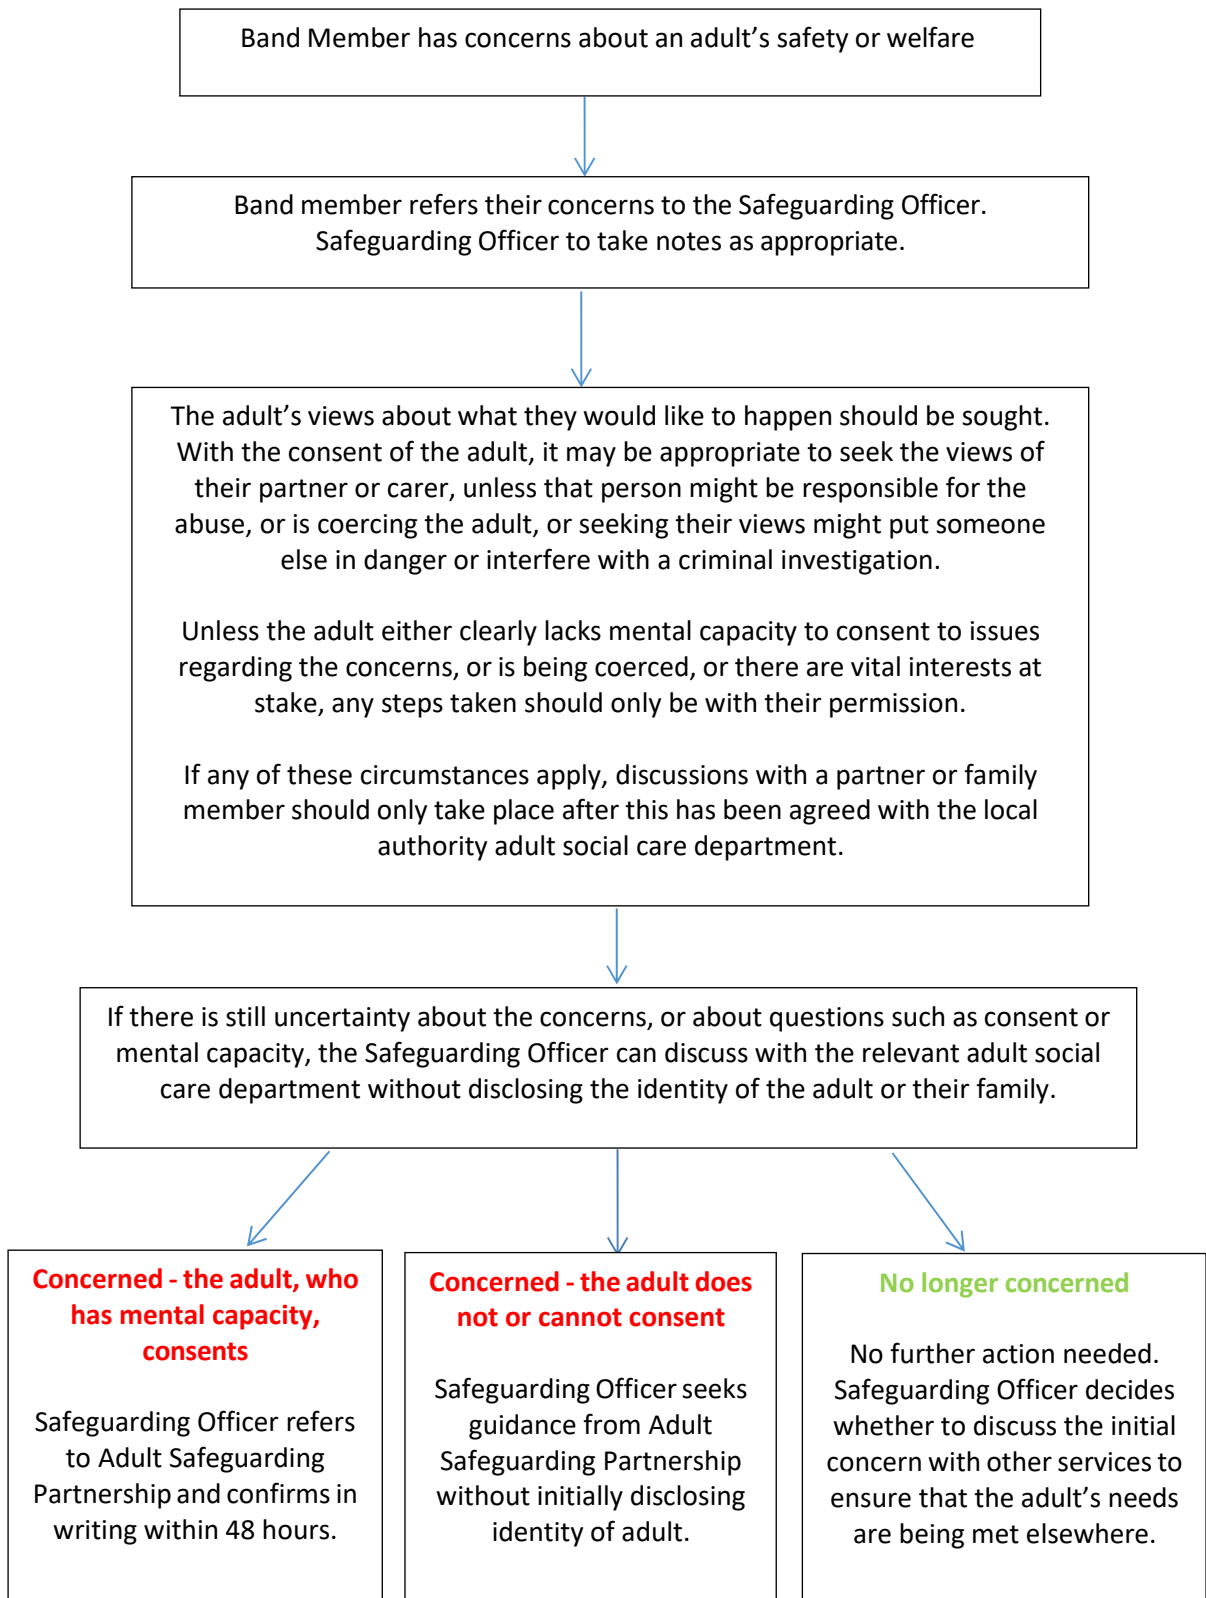 Band Member has concerns about an adult’s safety or welfare
Band member refers their concerns to the Safeguarding Officer.
Safeguarding Officer to take notes as appropriate.
The adult’s views about what they would like to happen should be sought.
With the consent of the adult, it may be appropriate to seek the views of
their partner or carer, unless that person might be responsible for the
abuse, or is coercing the adult, or seeking their views might put someone
else in danger or interfere with a criminal investigation.
Unless the adult either clearly lacks mental capacity to consent to issues
regarding the concerns, or is being coerced, or there are vital interests at
stake, any steps taken should only be with their permission.
If any of these circumstances apply, discussions with a partner or family
member should only take place after this has been agreed with the local
authority adult social care department.
If there is still uncertainty about the concerns, or about questions such as consent or
mental capacity, the Safeguarding Officer can discuss with the relevant adult social
care department without disclosing the identity of the adult or their family.
Concerned - the adult, who
has mental capacity,
consents
Safeguarding Officer refers
to Adult Safeguarding
Partnership and confirms in
writing within 48 hours.
Concerned - the adult does
not or cannot consent
Safeguarding Officer seeks
guidance from Adult
Safeguarding Partnership
without initially disclosing
identity of adult.
No longer concerned
No further action needed.
Safeguarding Officer decides
whether to discuss the initial
concern with other services to
ensure that the adult’s needs
are being met elsewhere.